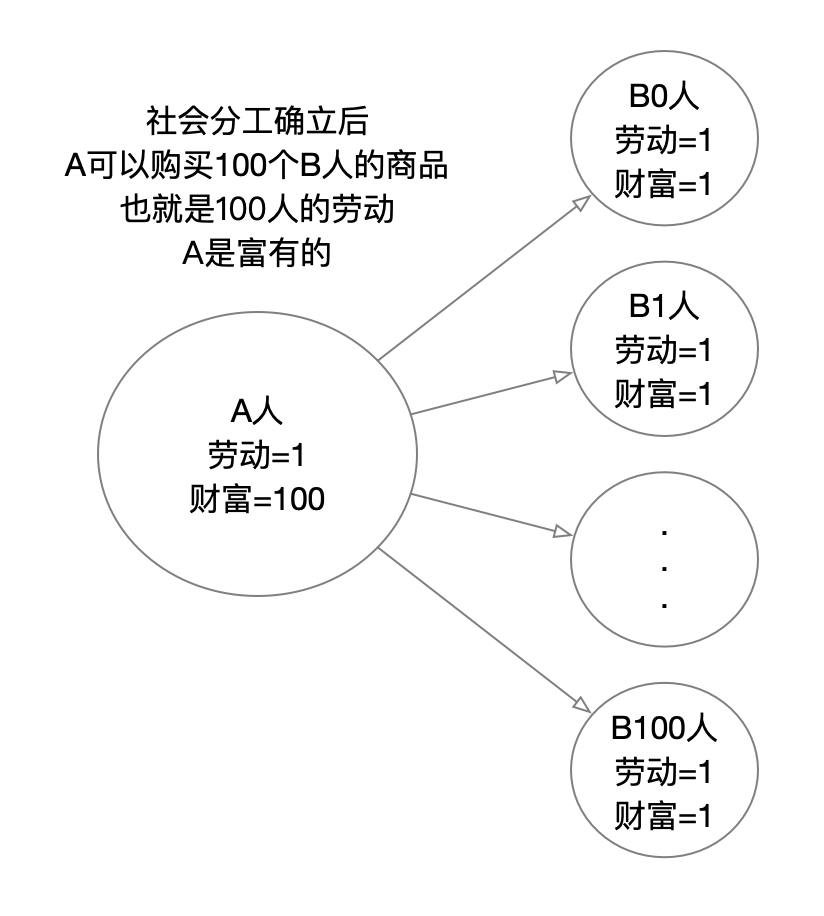 社会分工确立后
A可以购买100个B人的商品
也就是100人的劳动
A是富有的
A人
劳动=1
财富=100
B0人
劳动=1
财富=1
B1人
劳动=1
财富=1
.
.
.
B100人
劳动=1
财富=1